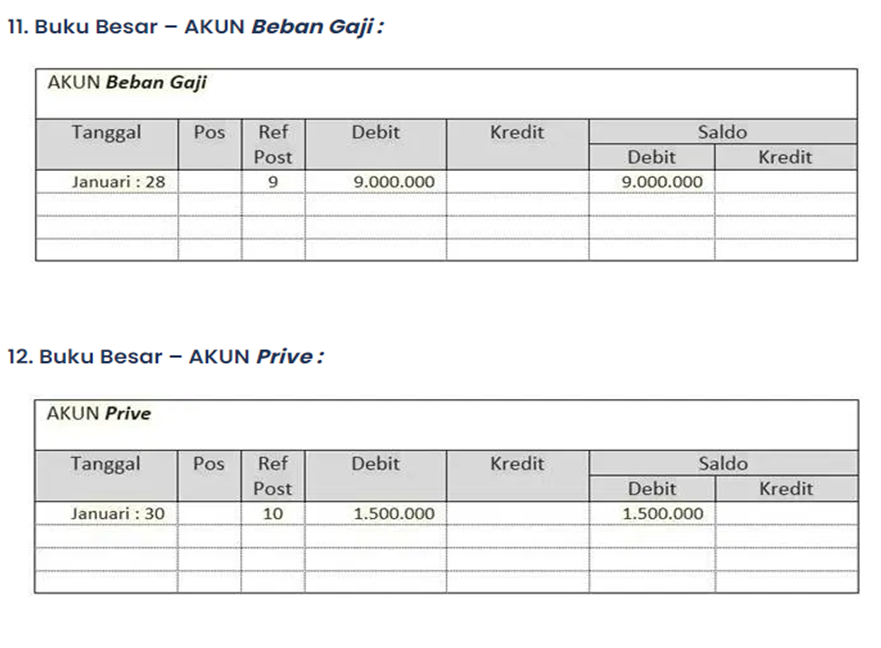 11. Buku Besar – AKUN Beban Gaji :
AKUN Beban Gaji
Tanggal Pos Ref Post Debit Kredit Saldo
Debit Kredit
Januari : 28 9 9.000.000 9.000.000
12. Buku Besar – AKUN Prive :
AKUN Prive
Tanggal Pos Ref Post Debit Kredit Saldo
Debit Kredit
Januari : 30 10 1.500.000 1.500.000